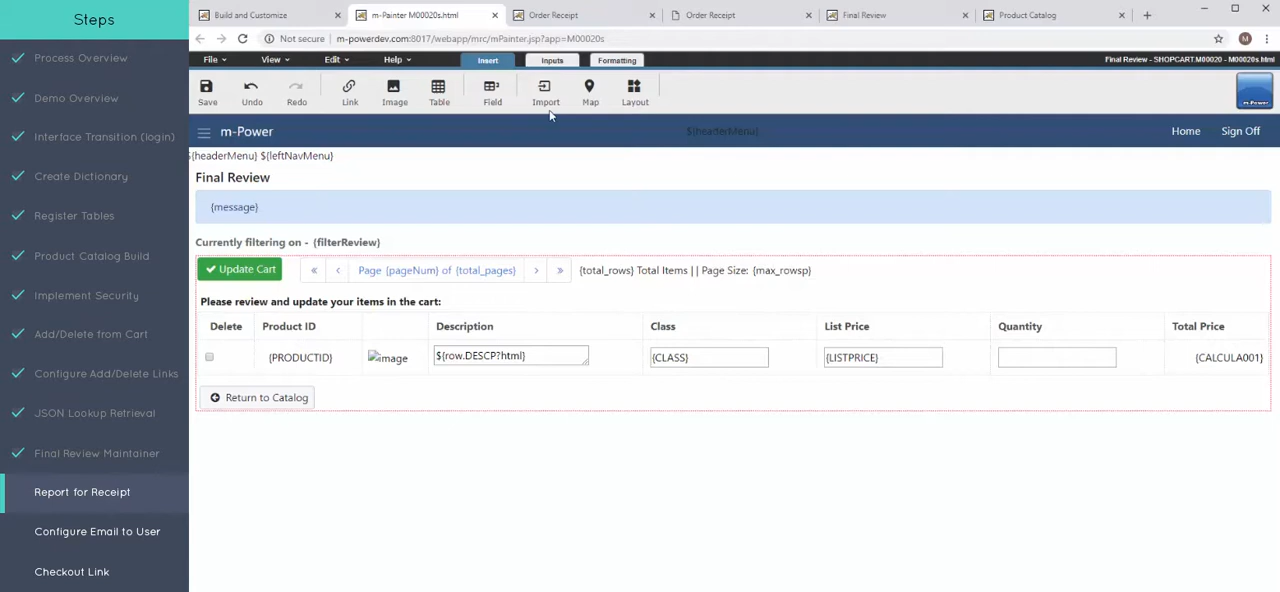 Steps
Process Overview
Demo Overview
Interface Transition (login)
Create Dictionary
Register Tables
Product Catalog Build
Implement Security
Add/Delete from Cart
Configure Add/Delete Links
JSON Lookup Retrieval
Final Review Maintainer
Report for Receipt
Configure Email to User
Checkout Link
Build and Customize
m-Painter M00020s.html
Order Receipt
Order Receipt
Final Review
Product Catalog
Not secure
m-powerdev.com:8017/webapp/mrc/mPainter.jsp?app=M00020s
M
File View Edit Help Insert Inputs Formatting
Final Review - SHOPCART.M00020 - M00020s.html
Save Undo Redo Link Image Table Field Import Map Layout
m-Power
m-Power ${headerMenu} Home Sign Off
${headerMenu} ${leftNavMenu}
Final Review
{message}
Currently filtering on - {filterReview}
Update Cart « ‹ Page {pageNum} of {total_pages} › » {total_rows} Total Items || Page Size: {max_rowsp}
Please review and update your items in the cart:
Delete Product ID Description Class List Price Quantity Total Price
{PRODUCTID} image ${row.DESCP?html} {CLASS} {LISTPRICE} {CALCULA001}
Return to Catalog